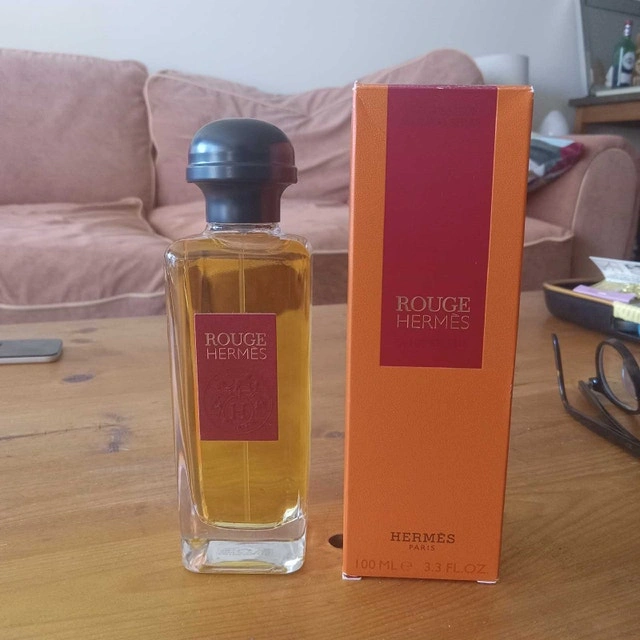 ROUGE
HERMÈS
ROUGE
HERMÈS
HERMÈS
PARIS
100 ML ℮ 3.3 FL.OZ